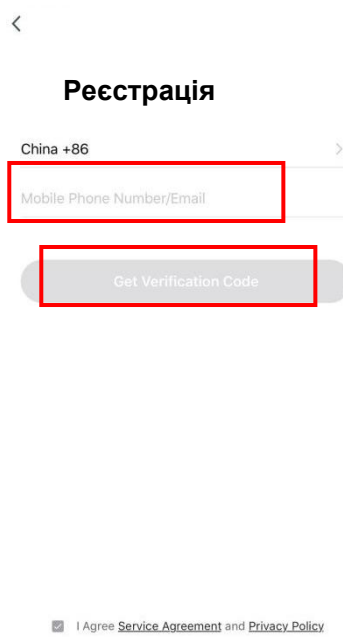 Реєстрація
China +86
Mobile Phone Number/Email
Get Verification Code
I Agree Service Agreement and Privacy Policy